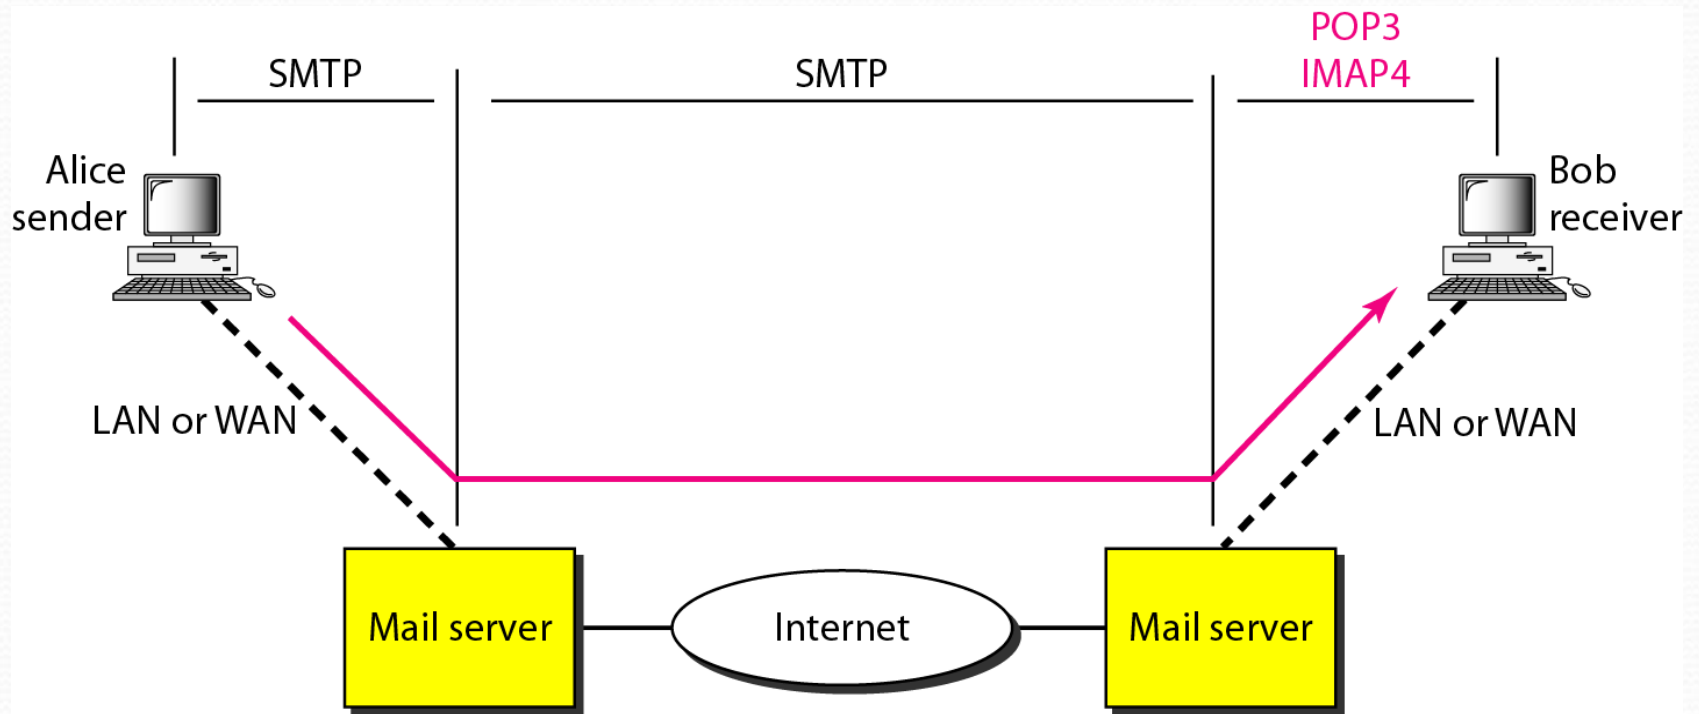 POP3
SMTP
SMTP
IMAP4
Alice
sender
Bob
receiver
LAN or WAN
LAN or WAN
Mail server
Internet
Mail server